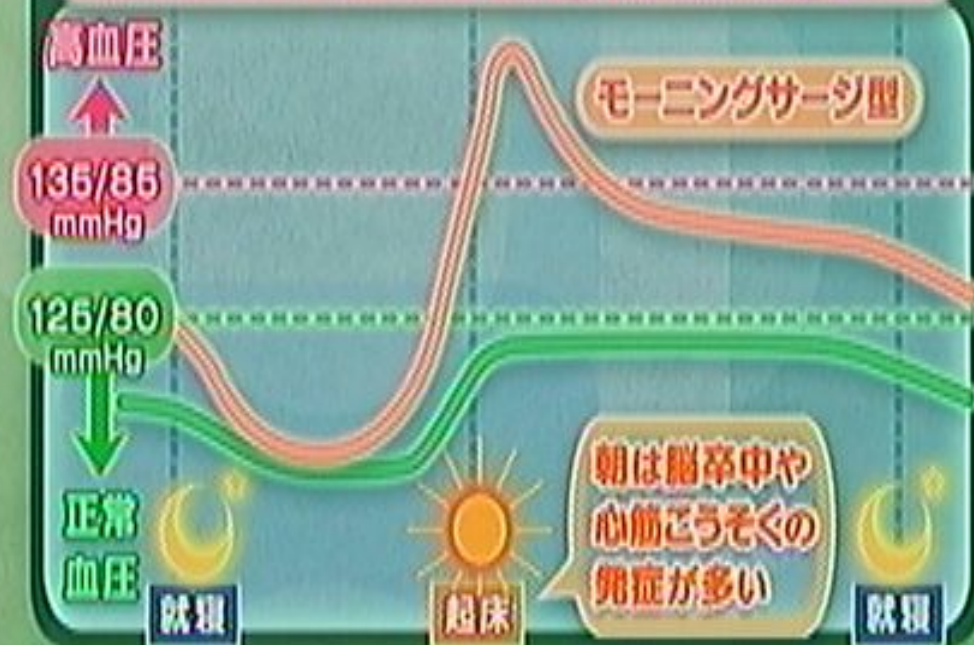 高血圧
モーニングサージ型
135/85
mmHg
125/80
mmHg
正常
血圧
朝は脳卒中や
心筋こうそくの
発症が多い
就寝
起床
就寝